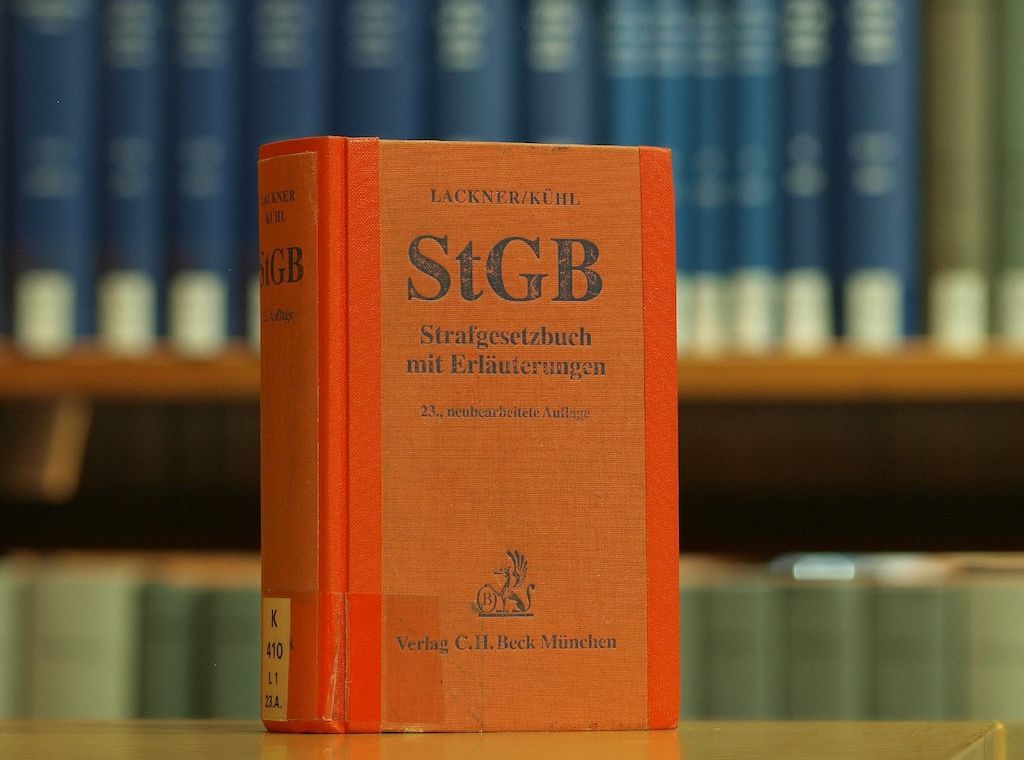 LACKNER/KÜHL
StGB
Strafgesetzbuch
mit Erläuterungen
23., neubearbeitete Auflage
B
Verlag C.H.Beck München
LACKNER
KÜHL
StGB
Auflage
K
410
L 1
23.A.